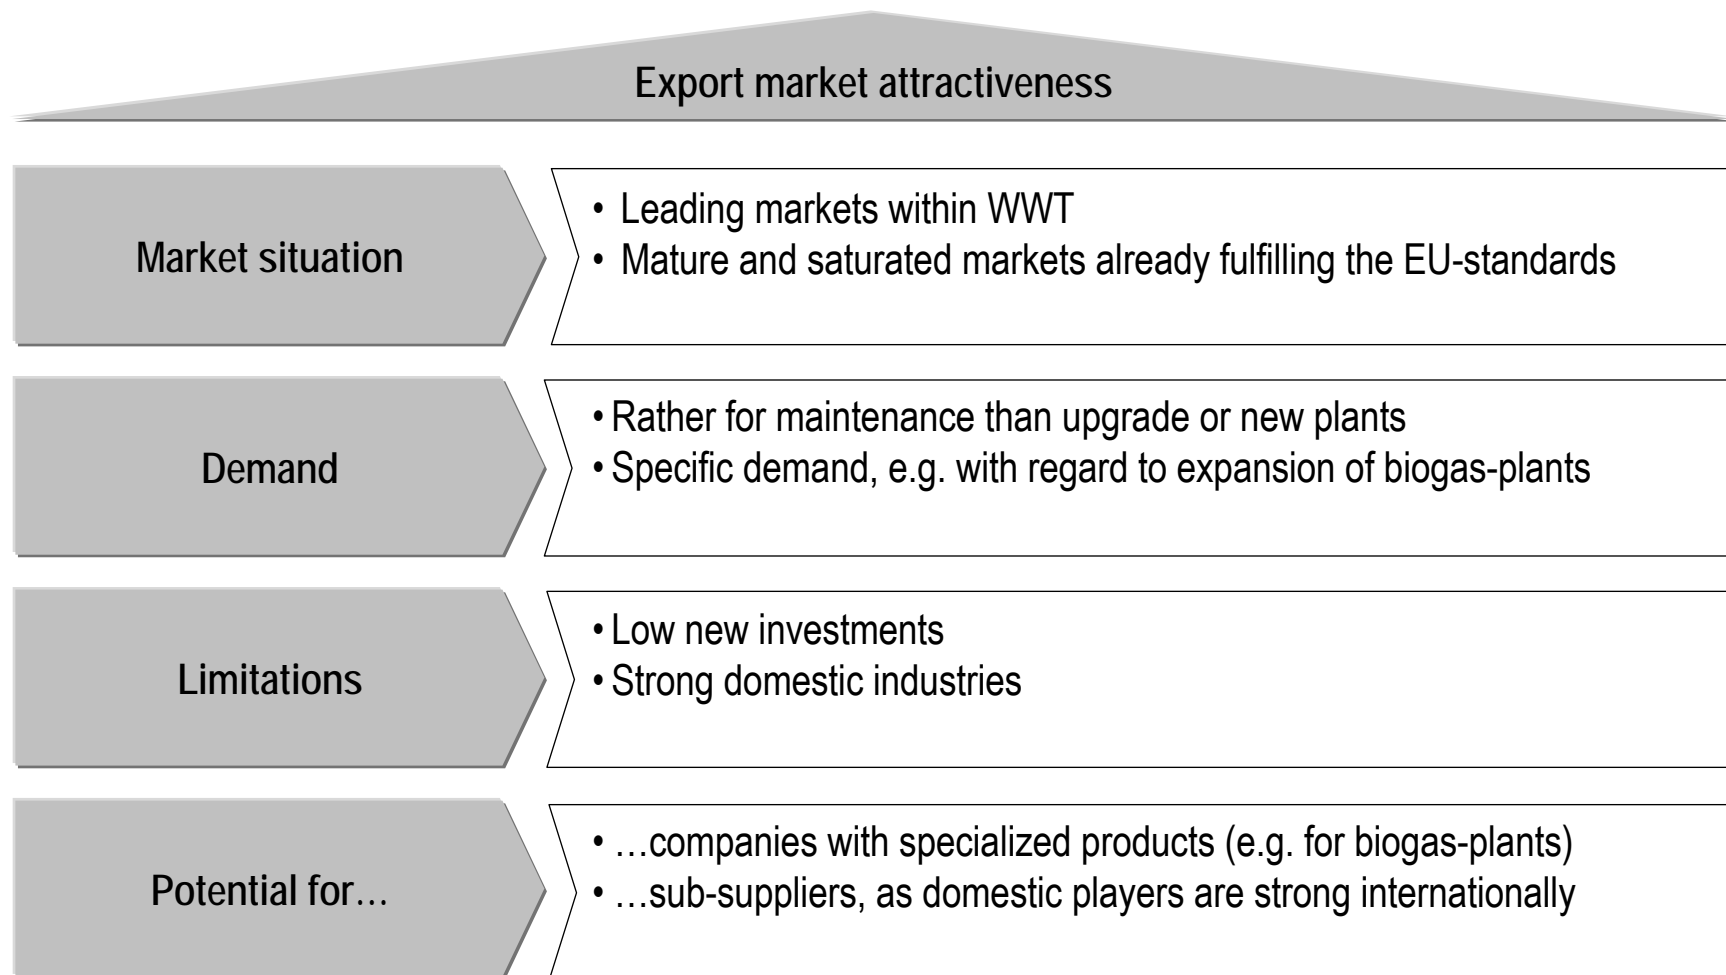 Export market attractiveness
Market situation
• Leading markets within WWT
• Mature and saturated markets already fulfilling the EU-standards
Demand
• Rather for maintenance than upgrade or new plants
• Specific demand, e.g. with regard to expansion of biogas-plants
Limitations
• Low new investments
• Strong domestic industries
Potential for…
• …companies with specialized products (e.g. for biogas-plants)
• …sub-suppliers, as domestic players are strong internationally